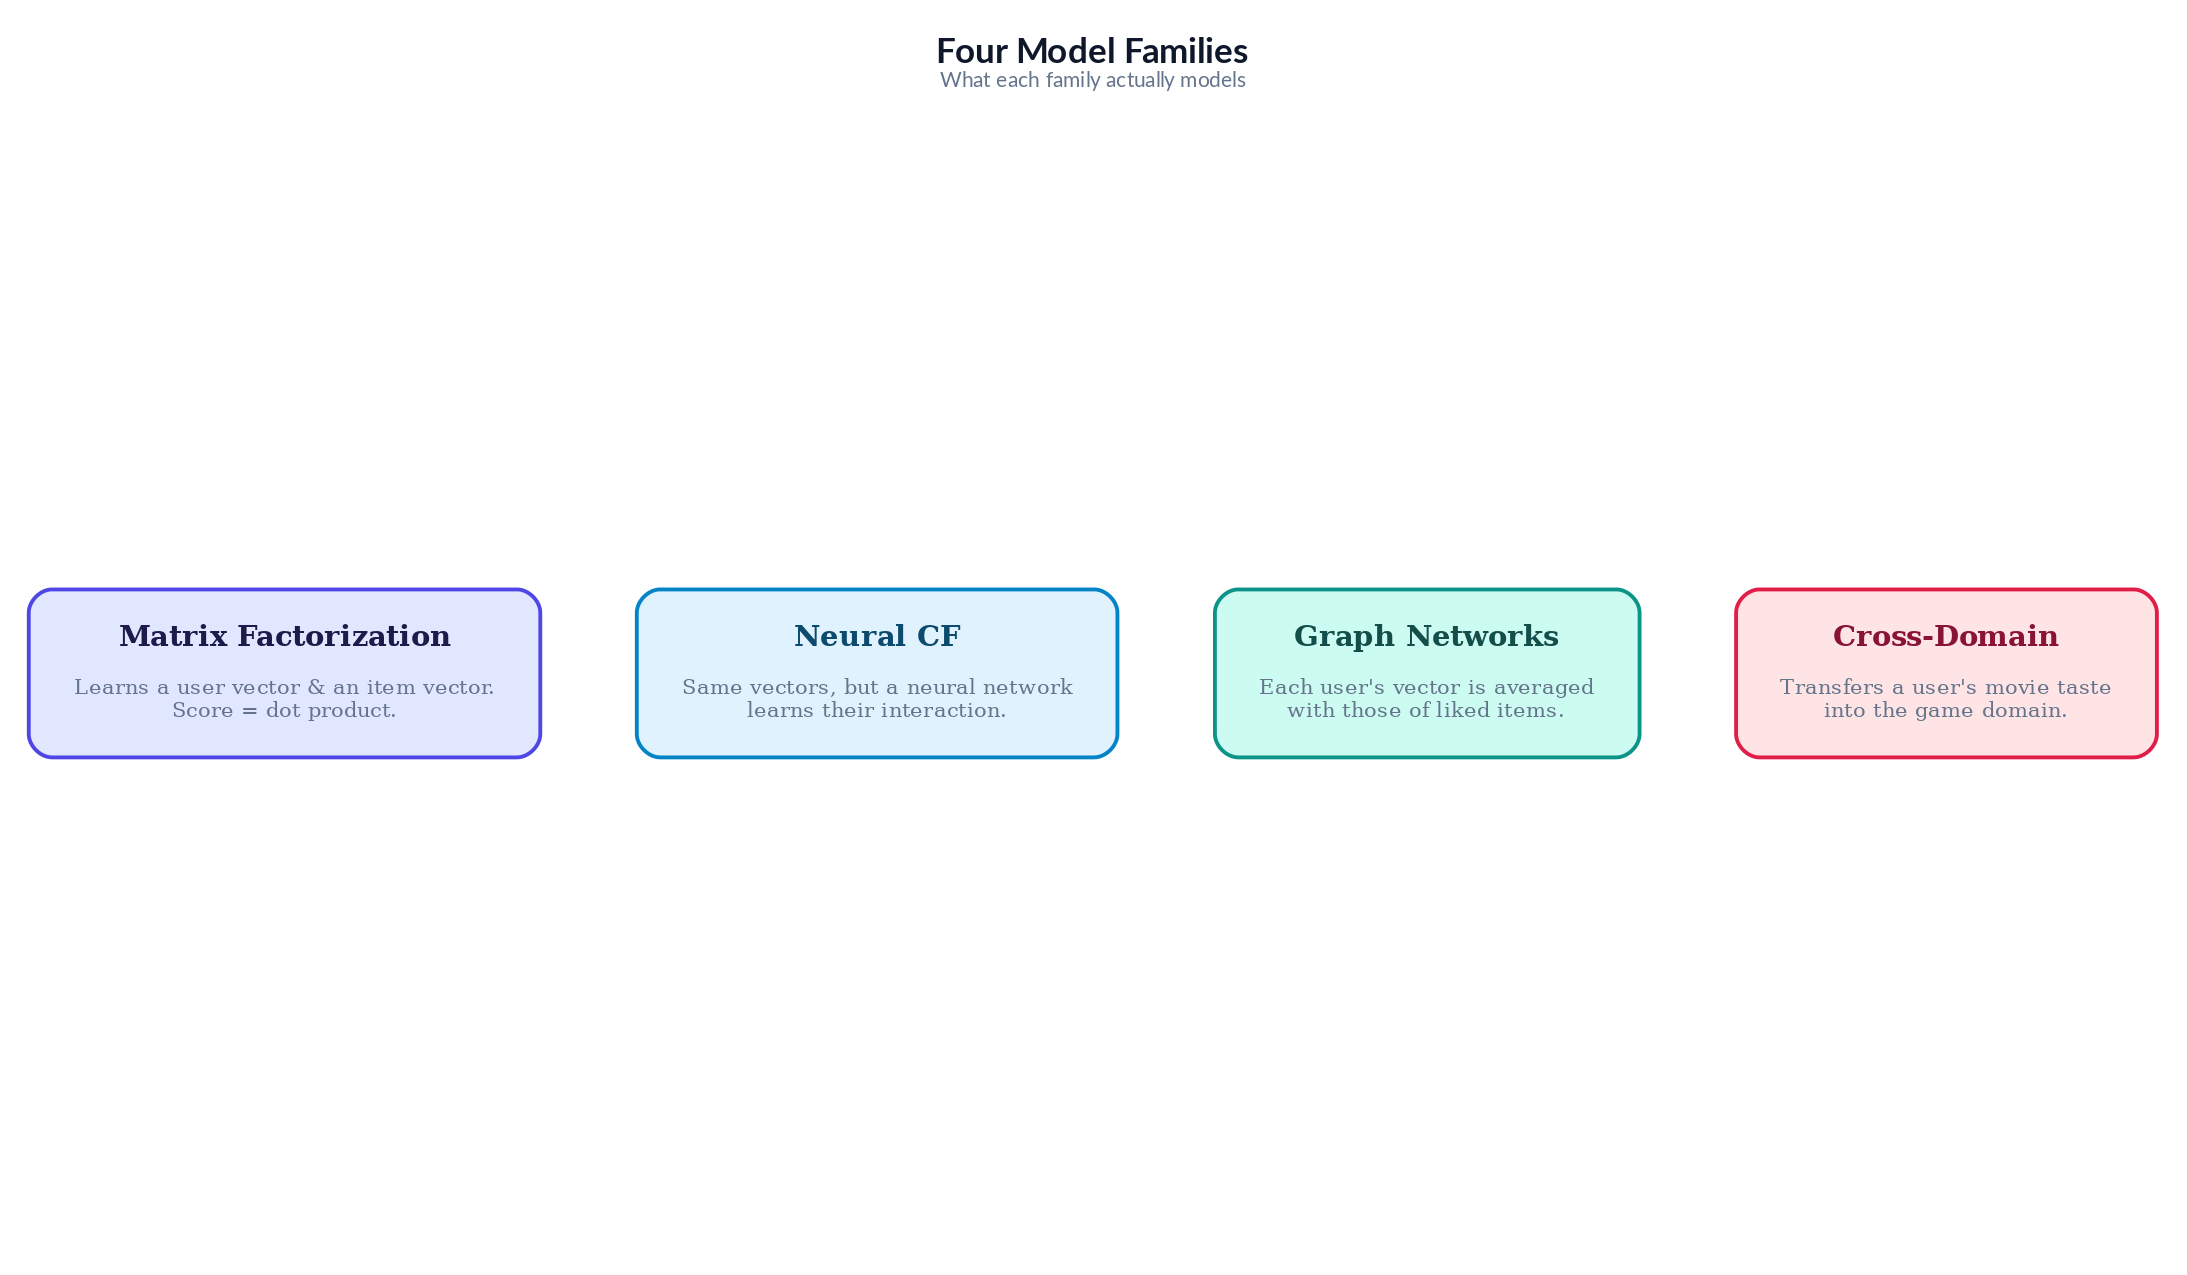 Four Model Families
What each family actually models
Matrix Factorization
Learns a user vector & an item vector.
Score = dot product.
Neural CF
Same vectors, but a neural network
learns their interaction.
Graph Networks
Each user's vector is averaged
with those of liked items.
Cross-Domain
Transfers a user's movie taste
into the game domain.